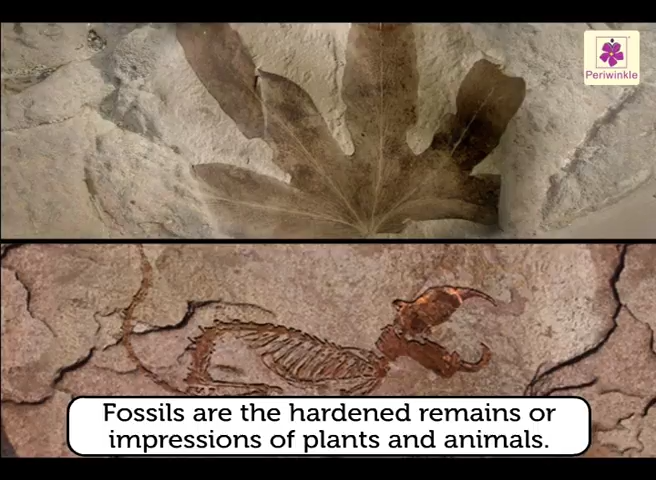 Periwinkle
Fossils are the hardened remains or
impressions of plants and animals.